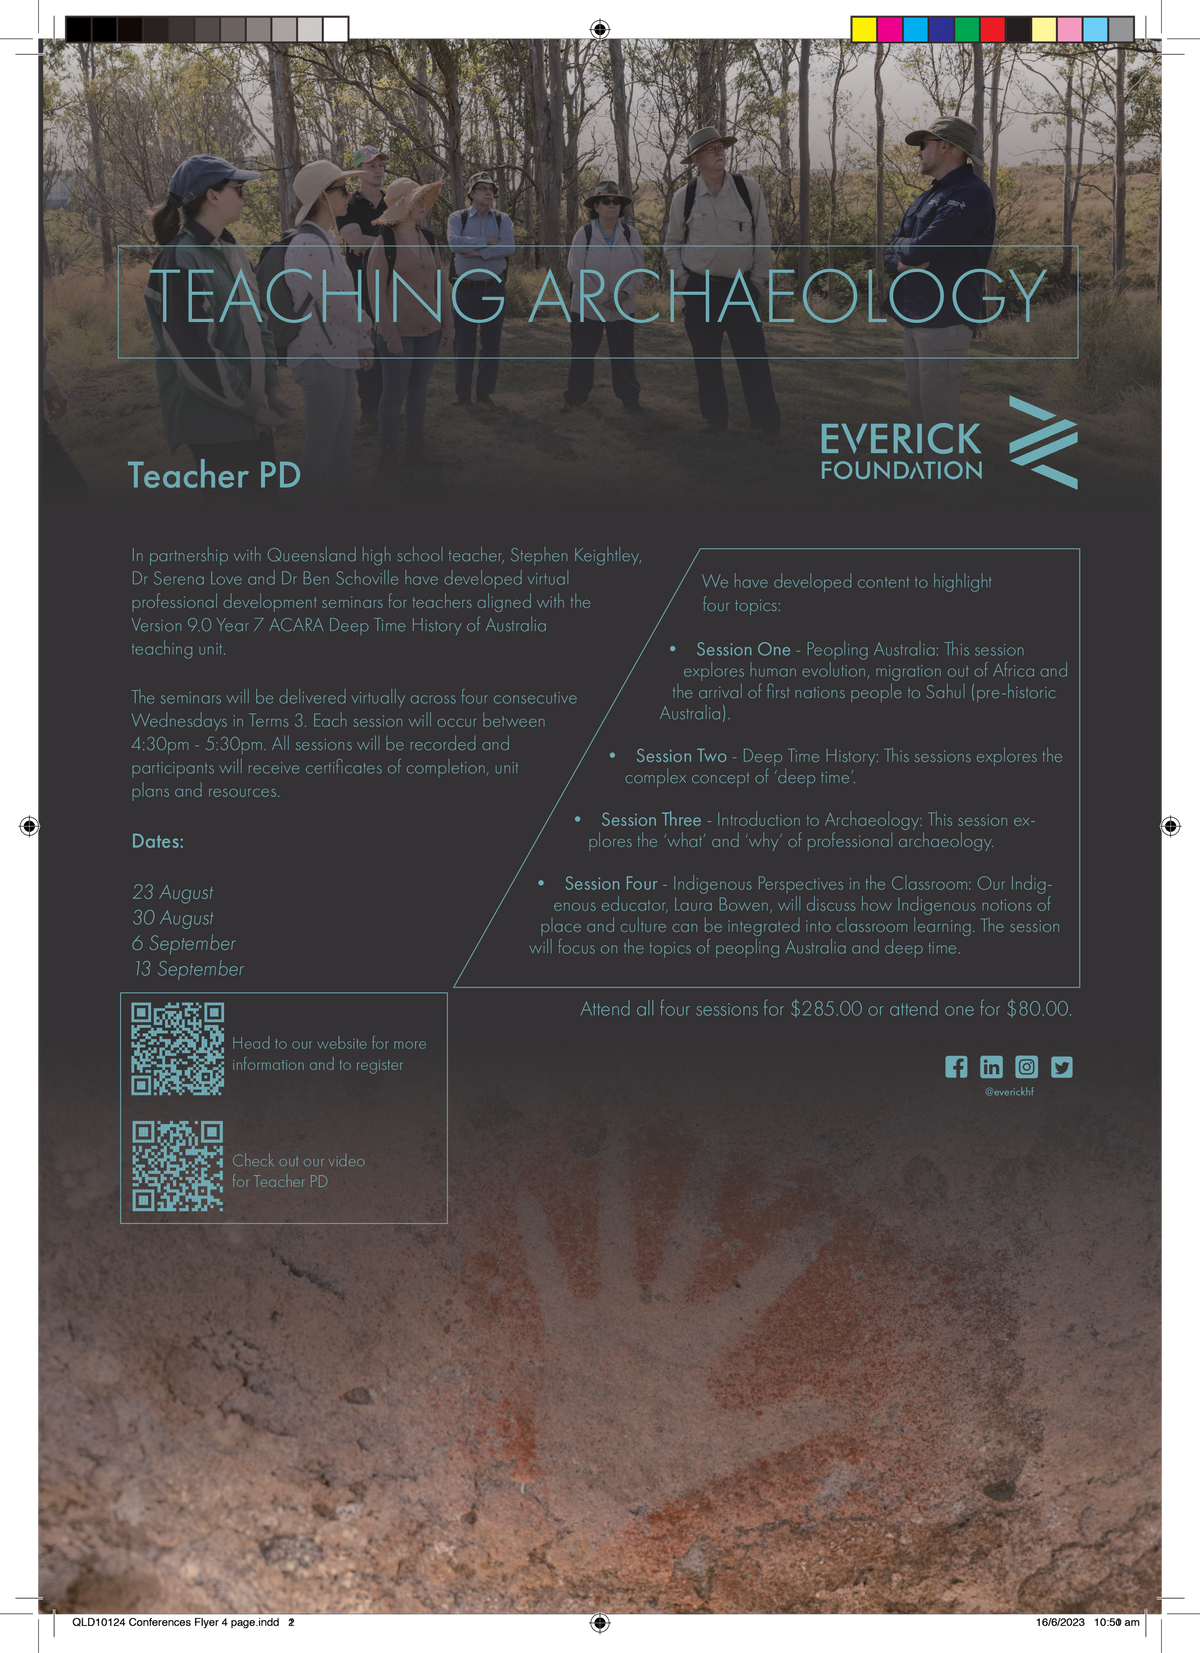 TEACHING ARCHAEOLOGY
EVERICK
FOUNDATION
Teacher PD
In partnership with Queensland high school teacher, Stephen Keightley,
Dr Serena Love and Dr Ben Schoville have developed virtual
professional development seminars for teachers aligned with the
Version 9.0 Year 7 ACARA Deep Time History of Australia
teaching unit.
The seminars will be delivered virtually across four consecutive
Wednesdays in Terms 3. Each session will occur between
4:30pm - 5:30pm. All sessions will be recorded and
participants will receive certificates of completion, unit
plans and resources.
Dates:
23 August
30 August
6 September
13 September
We have developed content to highlight
four topics:
• Session One - Peopling Australia: This session
explores human evolution, migration out of Africa and
the arrival of first nations people to Sahul (pre-historic
Australia).
• Session Two - Deep Time History: This sessions explores the
complex concept of ‘deep time’.
• Session Three - Introduction to Archaeology: This session ex-
plores the ‘what’ and ‘why’ of professional archaeology.
• Session Four - Indigenous Perspectives in the Classroom: Our Indig-
enous educator, Laura Bowen, will discuss how Indigenous notions of
place and culture can be integrated into classroom learning. The session
will focus on the topics of peopling Australia and deep time.
Attend all four sessions for $285.00 or attend one for $80.00.
Head to our website for more
information and to register
Check out our video
for Teacher PD
@everickhf
QLD10124 Conferences Flyer 4 page.indd
16/6/2023 am